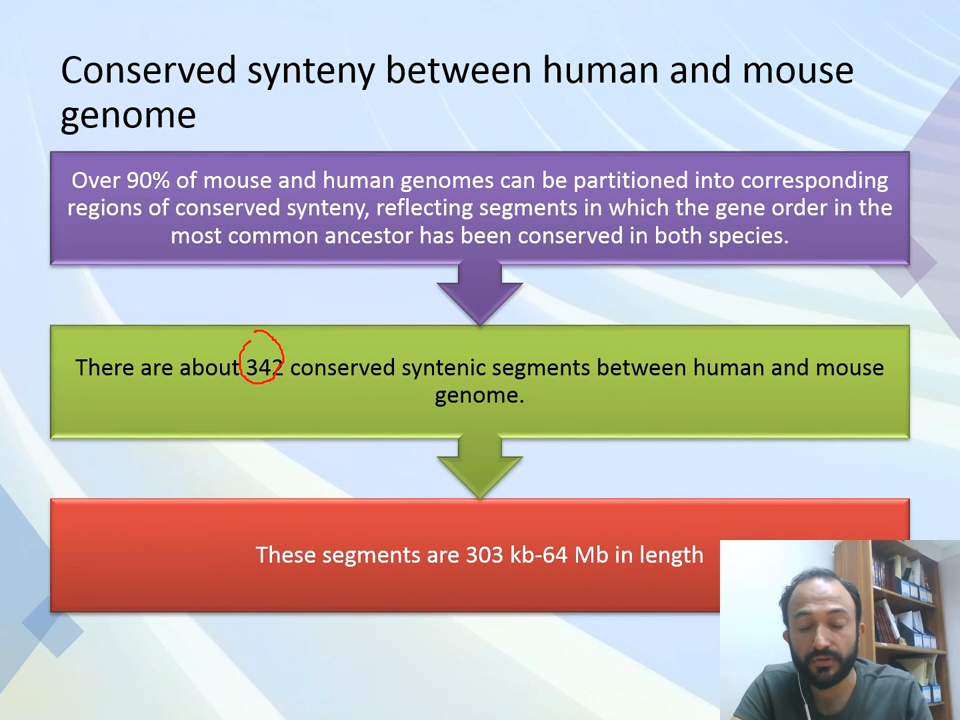 Conserved synteny between human and mouse
genome
Over 90% of mouse and human genomes can be partitioned into corresponding
regions of conserved synteny, reflecting segments in which the gene order in the
most common ancestor has been conserved in both species.
There are about 342 conserved syntenic segments between human and mouse
genome.
These segments are 303 kb-64 Mb in length